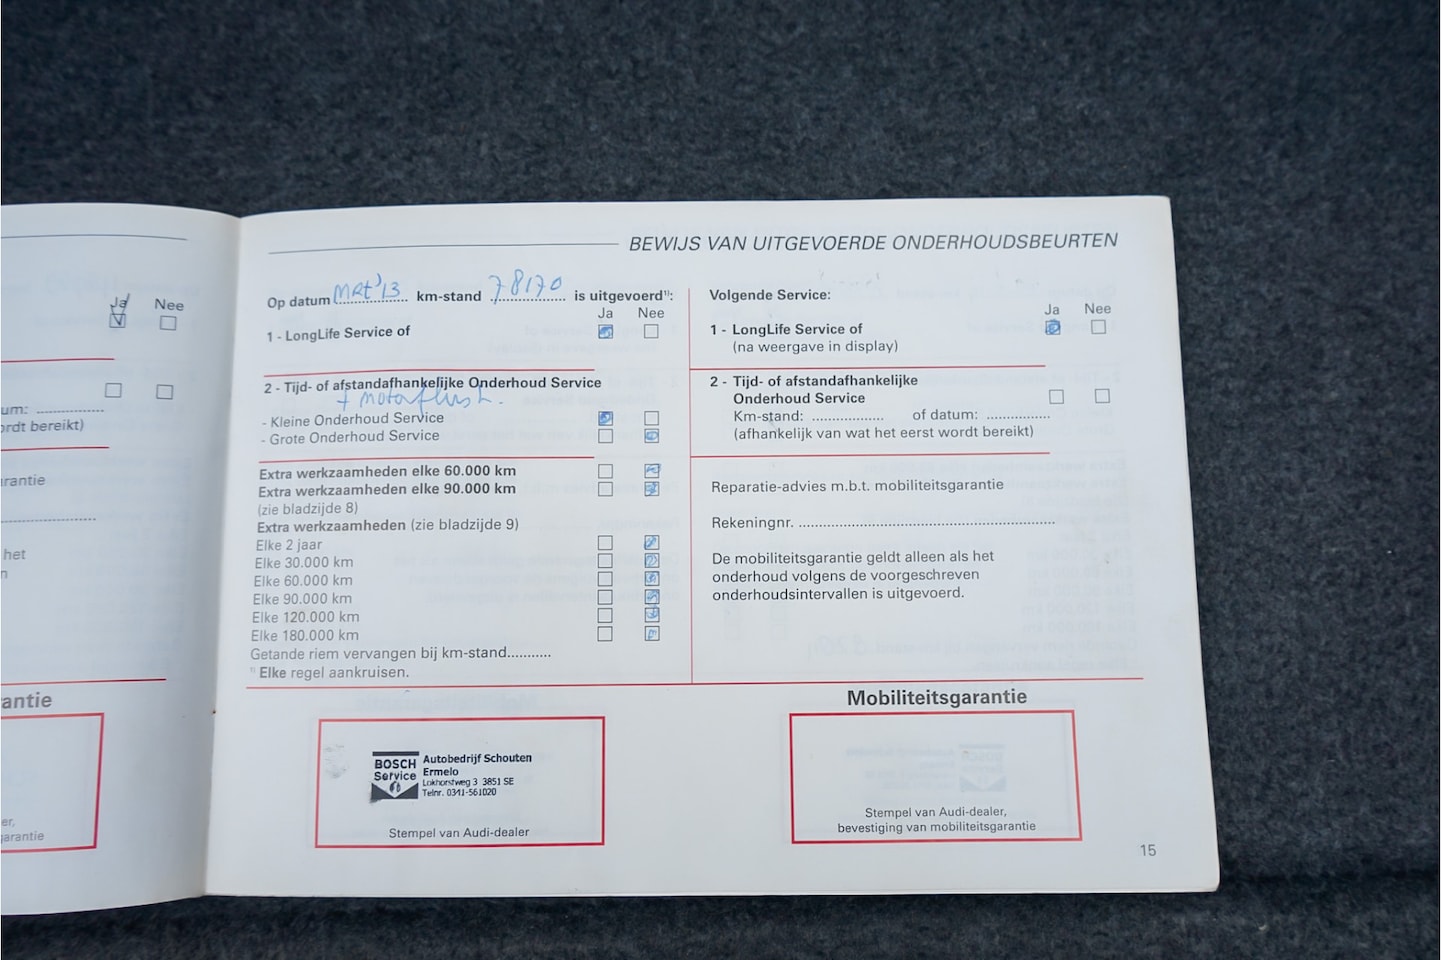 BEWIJS VAN UITGEVOERDE ONDERHOUDSBEURTEN
Ja Nee
um: ....................
ordt bereikt)
rantie
het
n
antie
er,
garantie
Op datum Mrt'13 km-stand 78170 is uitgevoerd¹⁾:
Ja Nee
1 - LongLife Service of
2 - Tijd- of afstandafhankelijke Onderhoud Service
+ motorflush.
- Kleine Onderhoud Service
- Grote Onderhoud Service
Extra werkzaamheden elke 60.000 km
Extra werkzaamheden elke 90.000 km
(zie bladzijde 8)
Extra werkzaamheden (zie bladzijde 9)
Elke 2 jaar
Elke 30.000 km
Elke 60.000 km
Elke 90.000 km
Elke 120.000 km
Elke 180.000 km
Getande riem vervangen bij km-stand...........
¹⁾ Elke regel aankruisen.
BOSCH
Service
Autobedrijf Schouten
Ermelo
Lokhorstweg 3 3851 SE
Telnr. 0341-561020
Stempel van Audi-dealer
Volgende Service:
Ja Nee
1 - LongLife Service of
(na weergave in display)
2 - Tijd- of afstandafhankelijke
Onderhoud Service
Km-stand: .................. of datum: ................
(afhankelijk van wat het eerst wordt bereikt)
Reparatie-advies m.b.t. mobiliteitsgarantie
Rekeningnr. ................................................................
De mobiliteitsgarantie geldt alleen als het
onderhoud volgens de voorgeschreven
onderhoudsintervallen is uitgevoerd.
Mobiliteitsgarantie
Stempel van Audi-dealer,
bevestiging van mobiliteitsgarantie
15